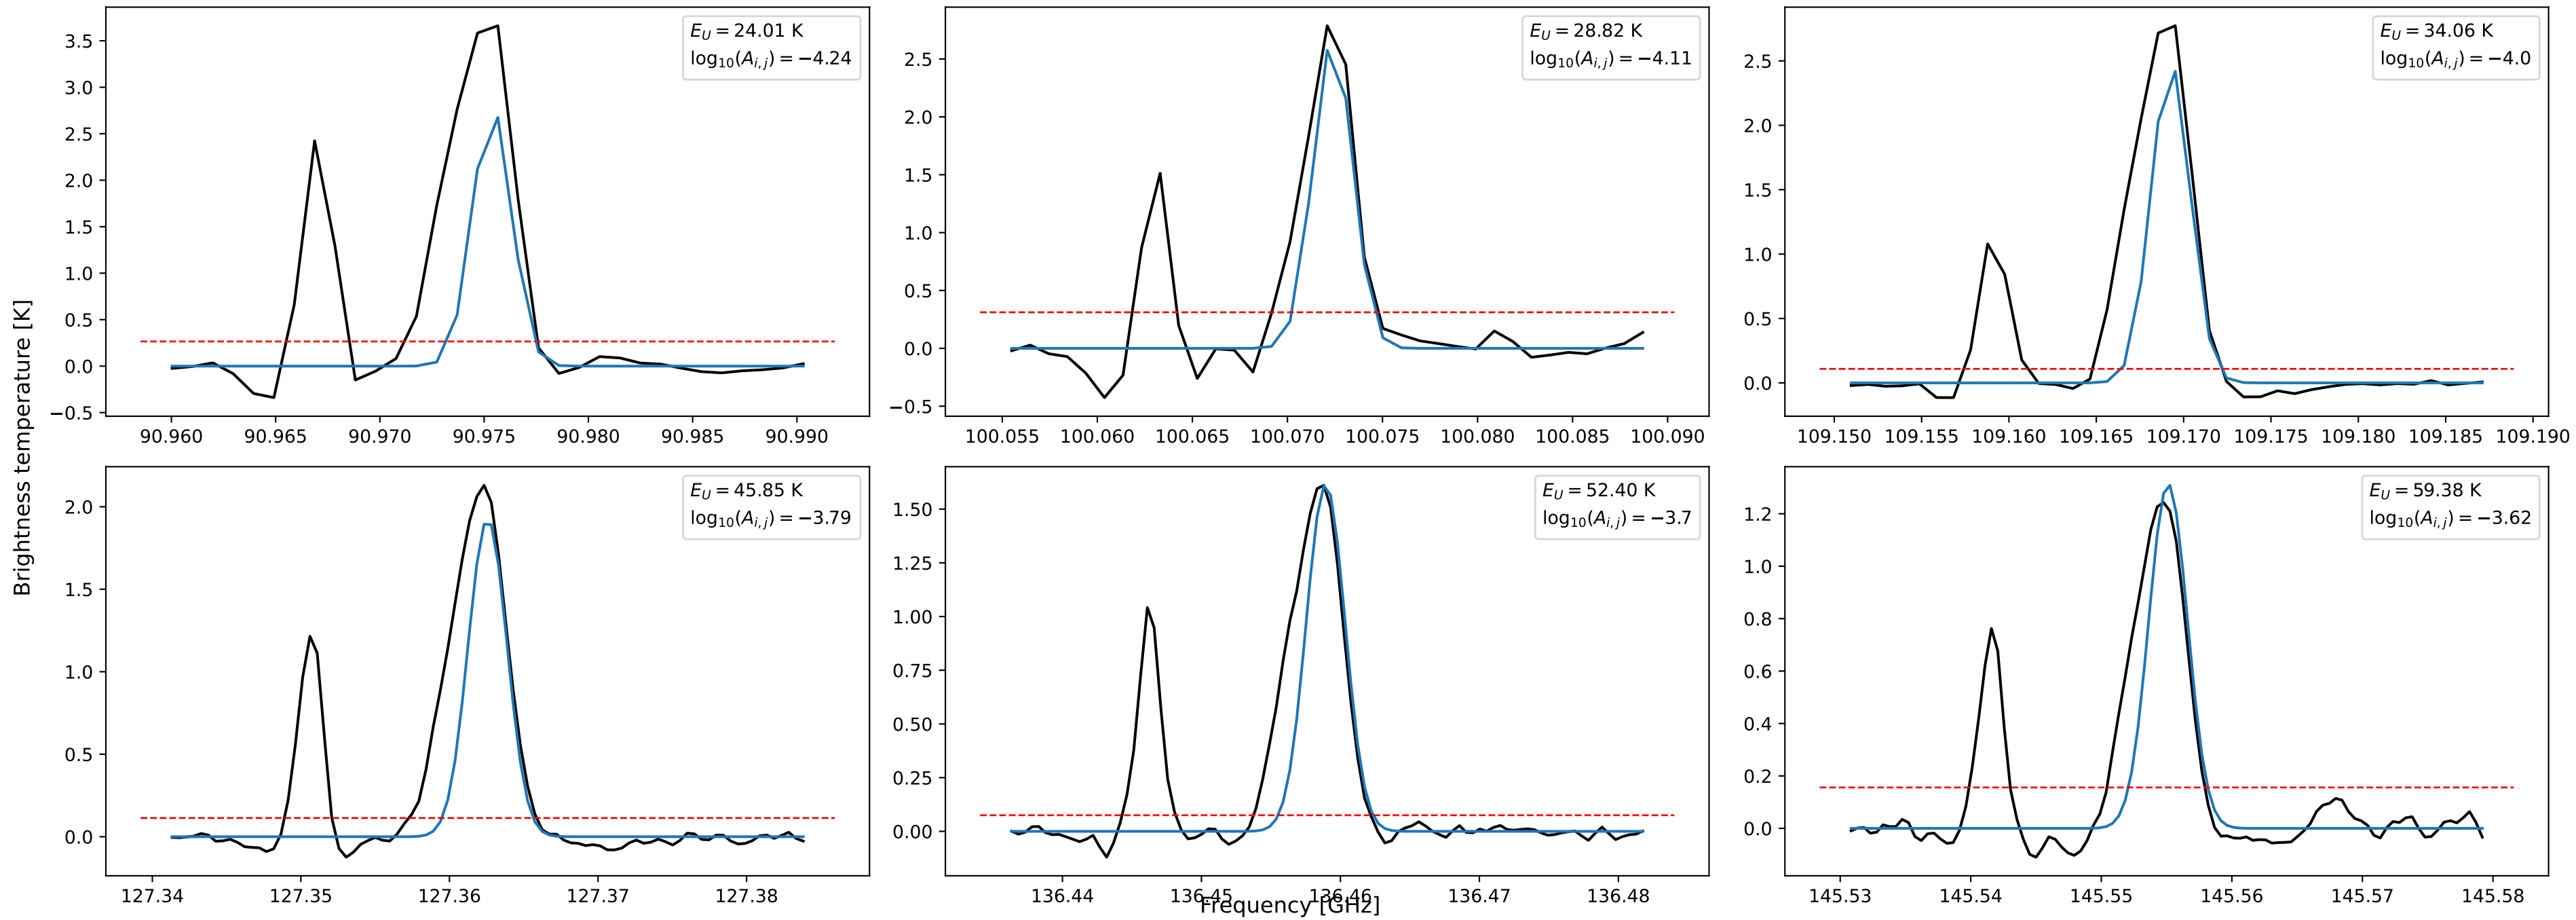 Brightness temperature [K]
E_U = 24.01 K
log₁₀(A_{i,j}) = −4.24
3.5
3.0
2.5
2.0
1.5
1.0
0.5
0.0
−0.5
90.960 90.965 90.970 90.975 90.980 90.985 90.990
E_U = 28.82 K
log₁₀(A_{i,j}) = −4.11
2.5
2.0
1.5
1.0
0.5
0.0
−0.5
100.055 100.060 100.065 100.070 100.075 100.080 100.085 100.090
E_U = 34.06 K
log₁₀(A_{i,j}) = −4.0
2.5
2.0
1.5
1.0
0.5
0.0
109.150 109.155 109.160 109.165 109.170 109.175 109.180 109.185 109.190
E_U = 45.85 K
log₁₀(A_{i,j}) = −3.79
2.0
1.5
1.0
0.5
0.0
127.34 127.35 127.36 127.37 127.38
E_U = 52.40 K
log₁₀(A_{i,j}) = −3.7
1.50
1.25
1.00
0.75
0.50
0.25
0.00
136.44 136.45 136.46 136.47 136.48
E_U = 59.38 K
log₁₀(A_{i,j}) = −3.62
1.2
1.0
0.8
0.6
0.4
0.2
0.0
145.53 145.54 145.55 145.56 145.57 145.58
Frequency [GHz]